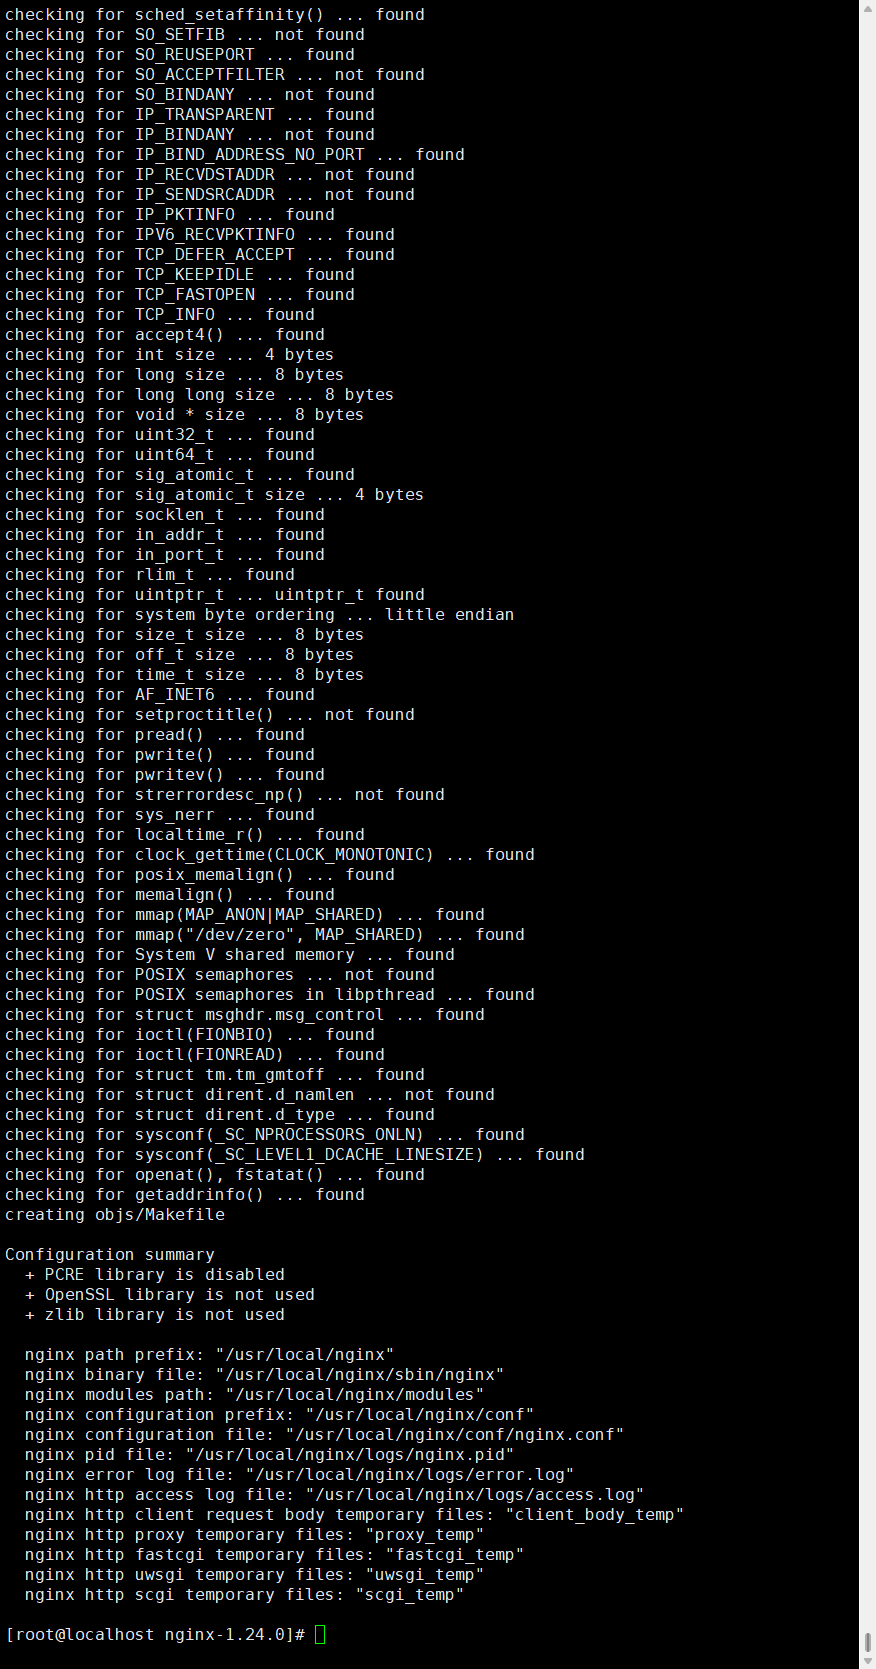 checking for sched_setaffinity() ... found
checking for SO_SETFIB ... not found
checking for SO_REUSEPORT ... found
checking for SO_ACCEPTFILTER ... not found
checking for SO_BINDANY ... not found
checking for IP_TRANSPARENT ... found
checking for IP_BINDANY ... not found
checking for IP_BIND_ADDRESS_NO_PORT ... found
checking for IP_RECVDSTADDR ... not found
checking for IP_SENDSRCADDR ... not found
checking for IP_PKTINFO ... found
checking for IPV6_RECVPKTINFO ... found
checking for TCP_DEFER_ACCEPT ... found
checking for TCP_KEEPIDLE ... found
checking for TCP_FASTOPEN ... found
checking for TCP_INFO ... found
checking for accept4() ... found
checking for int size ... 4 bytes
checking for long size ... 8 bytes
checking for long long size ... 8 bytes
checking for void * size ... 8 bytes
checking for uint32_t ... found
checking for uint64_t ... found
checking for sig_atomic_t ... found
checking for sig_atomic_t size ... 4 bytes
checking for socklen_t ... found
checking for in_addr_t ... found
checking for in_port_t ... found
checking for rlim_t ... found
checking for uintptr_t ... uintptr_t found
checking for system byte ordering ... little endian
checking for size_t size ... 8 bytes
checking for off_t size ... 8 bytes
checking for time_t size ... 8 bytes
checking for AF_INET6 ... found
checking for setproctitle() ... not found
checking for pread() ... found
checking for pwrite() ... found
checking for pwritev() ... found
checking for strerrordesc_np() ... not found
checking for sys_nerr ... found
checking for localtime_r() ... found
checking for clock_gettime(CLOCK_MONOTONIC) ... found
checking for posix_memalign() ... found
checking for memalign() ... found
checking for mmap(MAP_ANON|MAP_SHARED) ... found
checking for mmap("/dev/zero", MAP_SHARED) ... found
checking for System V shared memory ... found
checking for POSIX semaphores ... not found
checking for POSIX semaphores in libpthread ... found
checking for struct msghdr.msg_control ... found
checking for ioctl(FIONBIO) ... found
checking for ioctl(FIONREAD) ... found
checking for struct tm.tm_gmtoff ... found
checking for struct dirent.d_namlen ... not found
checking for struct dirent.d_type ... found
checking for sysconf(_SC_NPROCESSORS_ONLN) ... found
checking for sysconf(_SC_LEVEL1_DCACHE_LINESIZE) ... found
checking for openat(), fstatat() ... found
checking for getaddrinfo() ... found
creating objs/Makefile

Configuration summary
  + PCRE library is disabled
  + OpenSSL library is not used
  + zlib library is not used

  nginx path prefix: "/usr/local/nginx"
  nginx binary file: "/usr/local/nginx/sbin/nginx"
  nginx modules path: "/usr/local/nginx/modules"
  nginx configuration prefix: "/usr/local/nginx/conf"
  nginx configuration file: "/usr/local/nginx/conf/nginx.conf"
  nginx pid file: "/usr/local/nginx/logs/nginx.pid"
  nginx error log file: "/usr/local/nginx/logs/error.log"
  nginx http access log file: "/usr/local/nginx/logs/access.log"
  nginx http client request body temporary files: "client_body_temp"
  nginx http proxy temporary files: "proxy_temp"
  nginx http fastcgi temporary files: "fastcgi_temp"
  nginx http uwsgi temporary files: "uwsgi_temp"
  nginx http scgi temporary files: "scgi_temp"

[root@localhost nginx-1.24.0]#